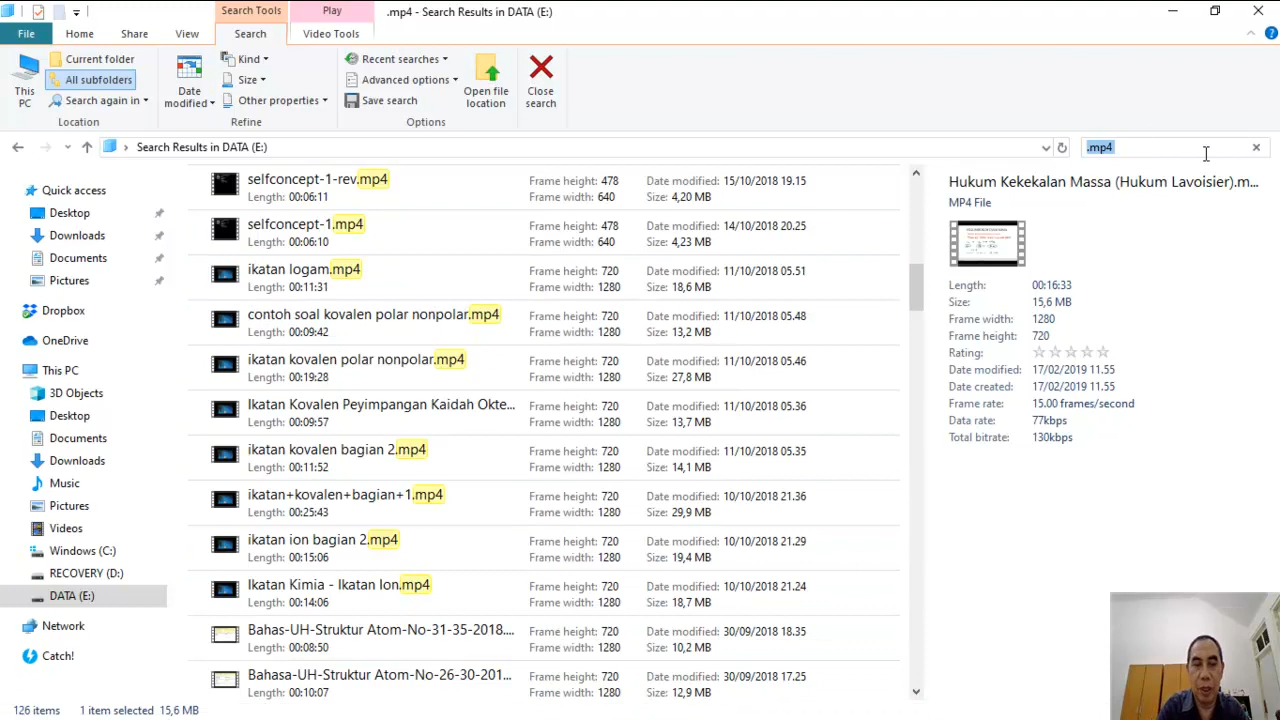 Search Tools
Play
.mp4 - Search Results in DATA (E:)
File
Home
Share
View
Search
Video Tools
This PC
Current folder
All subfolders
Search again in
Location
Date modified
Kind
Size
Other properties
Refine
Recent searches
Advanced options
Save search
Open file location
Options
Close search
Search Results in DATA (E:)
.mp4
Quick access
Desktop
Downloads
Documents
Pictures
Dropbox
OneDrive
This PC
3D Objects
Desktop
Documents
Downloads
Music
Pictures
Videos
Windows (C:)
RECOVERY (D:)
DATA (E:)
Network
Catch!
selfconcept-1-rev.mp4 Frame height: 478 Date modified: 15/10/2018 19.15
Length: 00:06:11 Frame width: 640 Size: 4,20 MB
selfconcept-1.mp4 Frame height: 478 Date modified: 14/10/2018 20.25
Length: 00:06:10 Frame width: 640 Size: 4,23 MB
ikatan logam.mp4 Frame height: 720 Date modified: 11/10/2018 05.51
Length: 00:11:31 Frame width: 1280 Size: 18,6 MB
contoh soal kovalen polar nonpolar.mp4 Frame height: 720 Date modified: 11/10/2018 05.48
Length: 00:09:42 Frame width: 1280 Size: 13,2 MB
ikatan kovalen polar nonpolar.mp4 Frame height: 720 Date modified: 11/10/2018 05.46
Length: 00:19:28 Frame width: 1280 Size: 27,8 MB
Ikatan Kovalen Peyimpangan Kaidah Okte... Frame height: 720 Date modified: 11/10/2018 05.36
Length: 00:09:57 Frame width: 1280 Size: 13,7 MB
ikatan kovalen bagian 2.mp4 Frame height: 720 Date modified: 11/10/2018 05.35
Length: 00:11:52 Frame width: 1280 Size: 14,1 MB
ikatan+kovalen+bagian+1.mp4 Frame height: 720 Date modified: 10/10/2018 21.36
Length: 00:25:43 Frame width: 1280 Size: 29,9 MB
ikatan ion bagian 2.mp4 Frame height: 720 Date modified: 10/10/2018 21.29
Length: 00:15:06 Frame width: 1280 Size: 19,4 MB
Ikatan Kimia - Ikatan Ion.mp4 Frame height: 720 Date modified: 10/10/2018 21.24
Length: 00:14:06 Frame width: 1280 Size: 18,7 MB
Bahas-UH-Struktur Atom-No-31-35-2018.... Frame height: 720 Date modified: 30/09/2018 18.35
Length: 00:08:50 Frame width: 1280 Size: 10,2 MB
Bahasa-UH-Struktur Atom-No-26-30-201... Frame height: 720 Date modified: 30/09/2018 17.25
Length: 00:10:07 Frame width: 1280 Size: 12,9 MB
Hukum Kekekalan Massa (Hukum Lavoisier).m...
MP4 File
Length: 00:16:33
Size: 15,6 MB
Frame width: 1280
Frame height: 720
Rating:
Date modified: 17/02/2019 11.55
Date created: 17/02/2019 11.55
Frame rate: 15.00 frames/second
Data rate: 77kbps
Total bitrate: 130kbps
126 items 1 item selected 15,6 MB